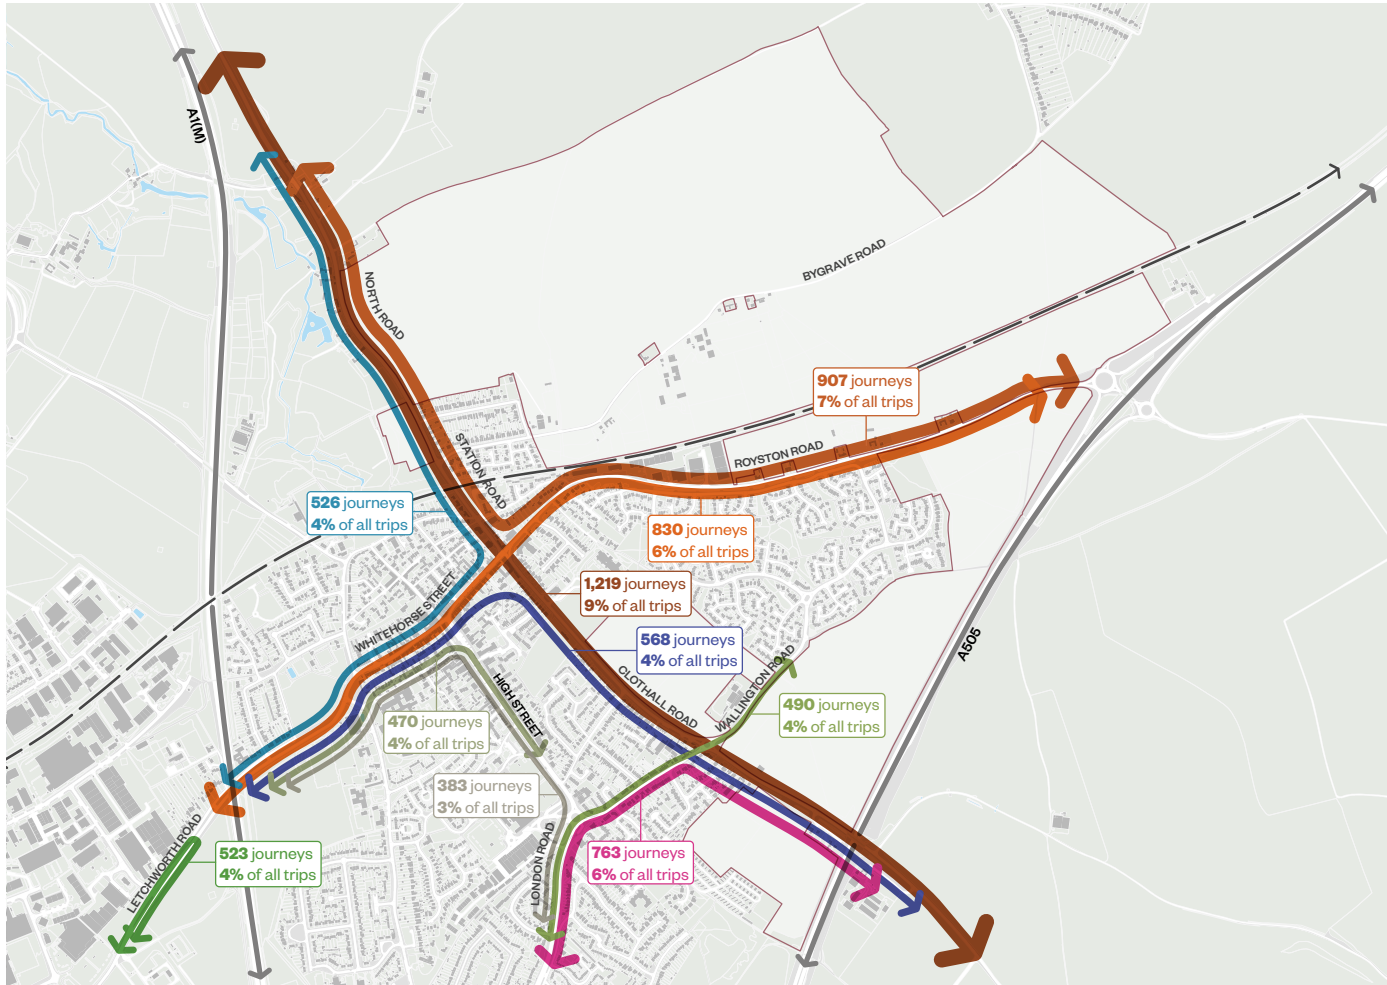 A1(M)
NORTH ROAD
BYGRAVE ROAD
907 journeys
7% of all trips
STATION ROAD
ROYSTON ROAD
526 journeys
4% of all trips
830 journeys
6% of all trips
1,219 journeys
9% of all trips
WHITEHORSE STREET
568 journeys
4% of all trips
A505
HIGH STREET
CLOTHALL ROAD
WALLINGTON ROAD
490 journeys
4% of all trips
470 journeys
4% of all trips
383 journeys
3% of all trips
LETCHWORTH ROAD
523 journeys
4% of all trips
LONDON ROAD
763 journeys
6% of all trips